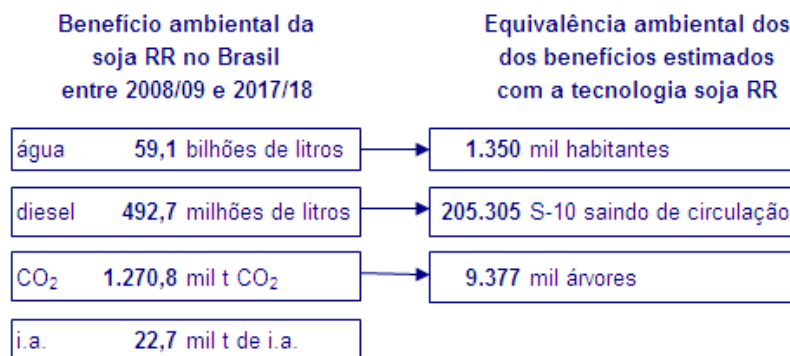 Benefício ambiental da
soja RR no Brasil
entre 2008/09 e 2017/18
Equivalência ambiental dos
dos benefícios estimados
com a tecnologia soja RR
água 59,1 bilhões de litros
1.350 mil habitantes
diesel 492,7 milhões de litros
205.305 S-10 saindo de circulação
CO₂ 1.270,8 mil t CO₂
9.377 mil árvores
i.a. 22,7 mil t de i.a.